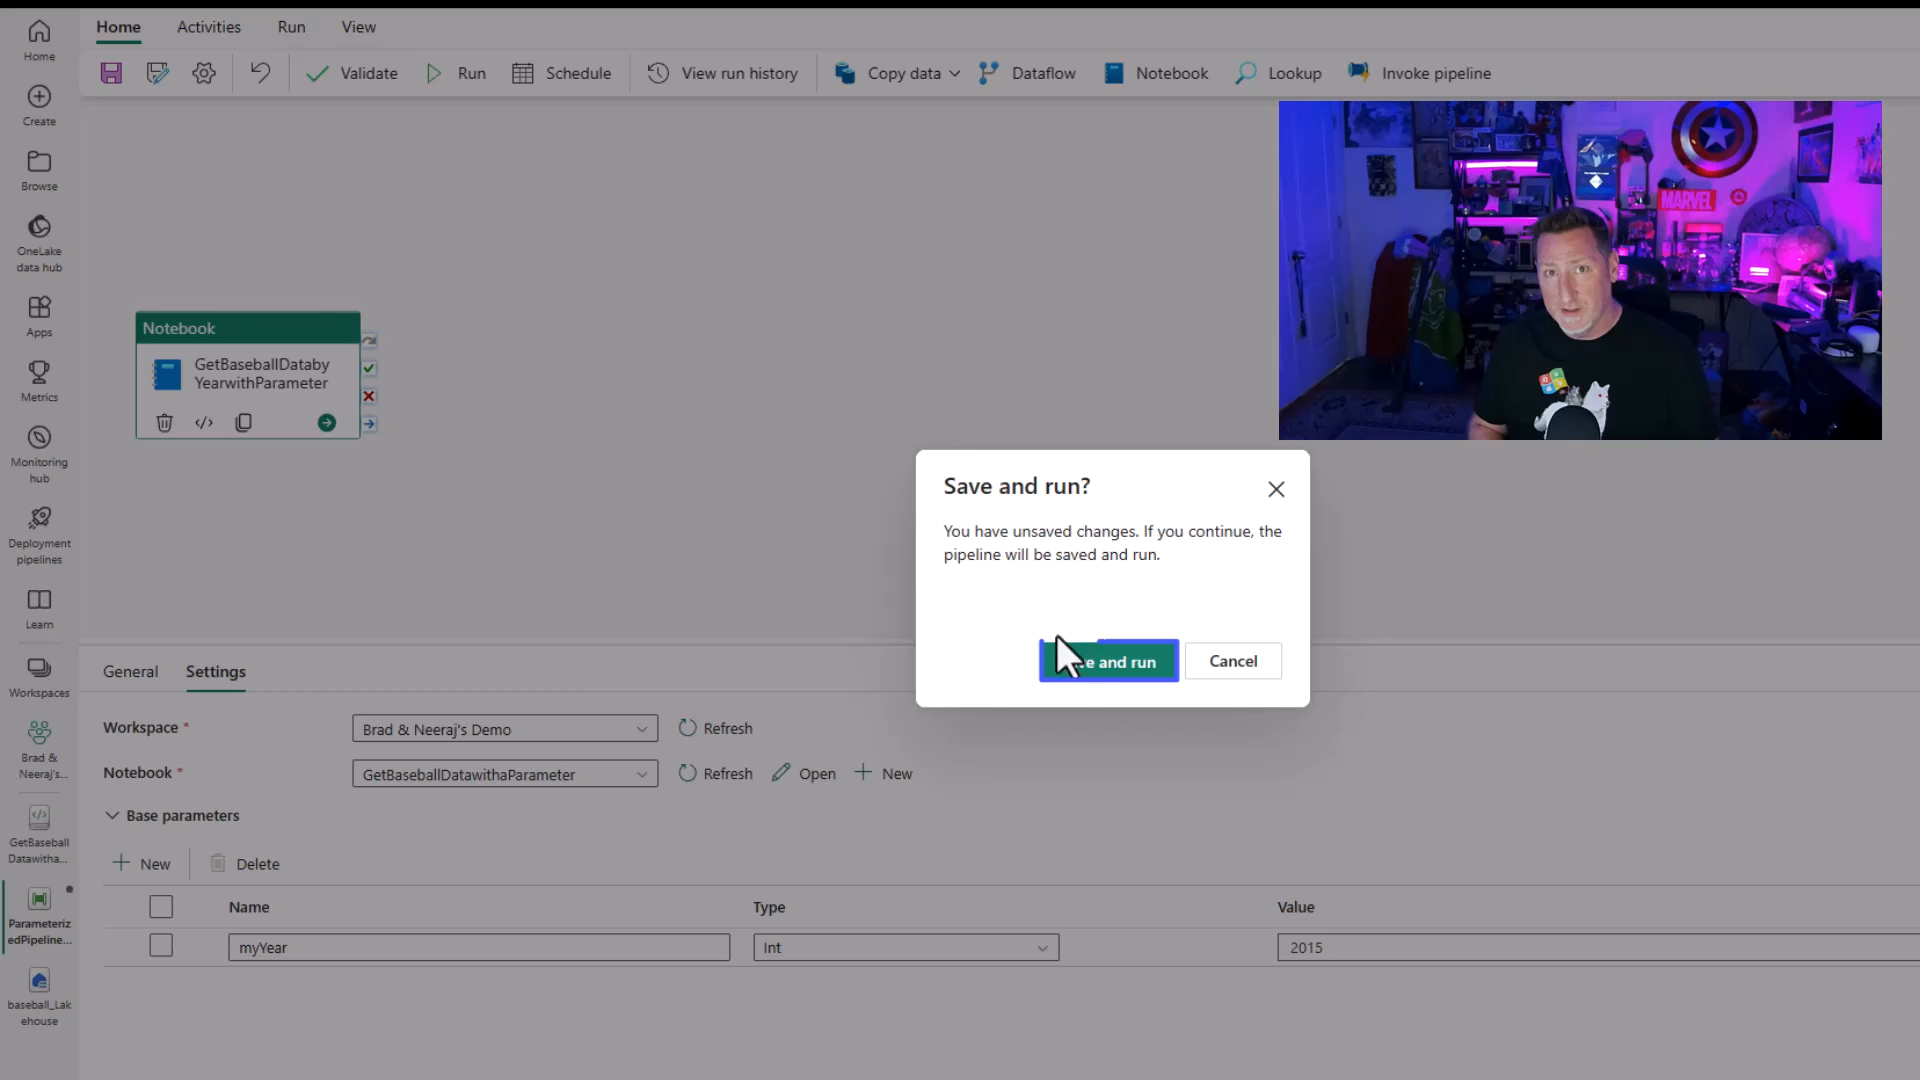 Home
Activities
Run
View
Validate
Run
Schedule
View run history
Copy data
Dataflow
Notebook
Lookup
Invoke pipeline
Home
Create
Browse
OneLake
data hub
Apps
Metrics
Monitoring
hub
Deployment
pipelines
Learn
Workspaces
Brad &
Neeraj's...
GetBaseball
Datawitha...
Parameteriz
edPipeline...
baseball_Lak
ehouse
Notebook
GetBaseballDataby
YearwithParameter
MARVEL
Save and run?
You have unsaved changes. If you continue, the
pipeline will be saved and run.
and run
Cancel
General
Settings
Workspace *
Brad & Neeraj's Demo
Refresh
Notebook *
GetBaseballDatawithaParameter
Refresh
Open
New
Base parameters
New
Delete
Name
Type
Value
myYear
Int
2015